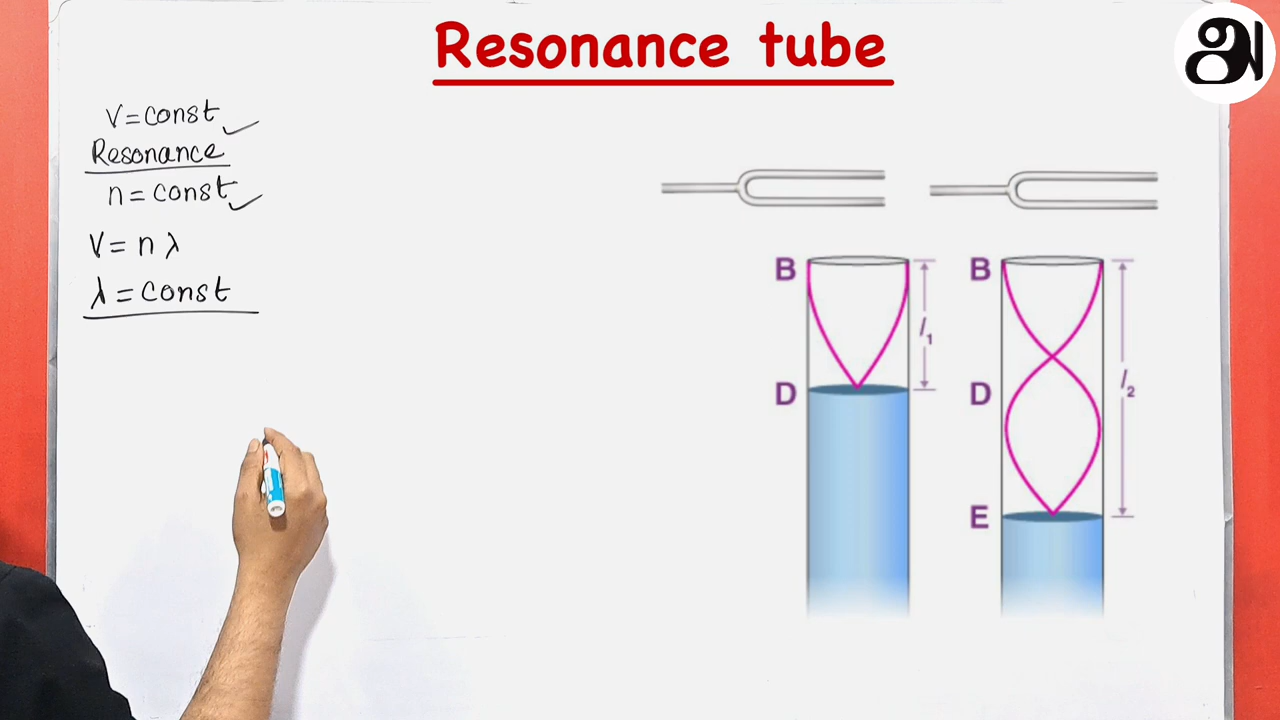 Resonance tube
V = const
Resonance
n = const
V = n λ
λ = const
B
D
l₁
B
D
E
l₂